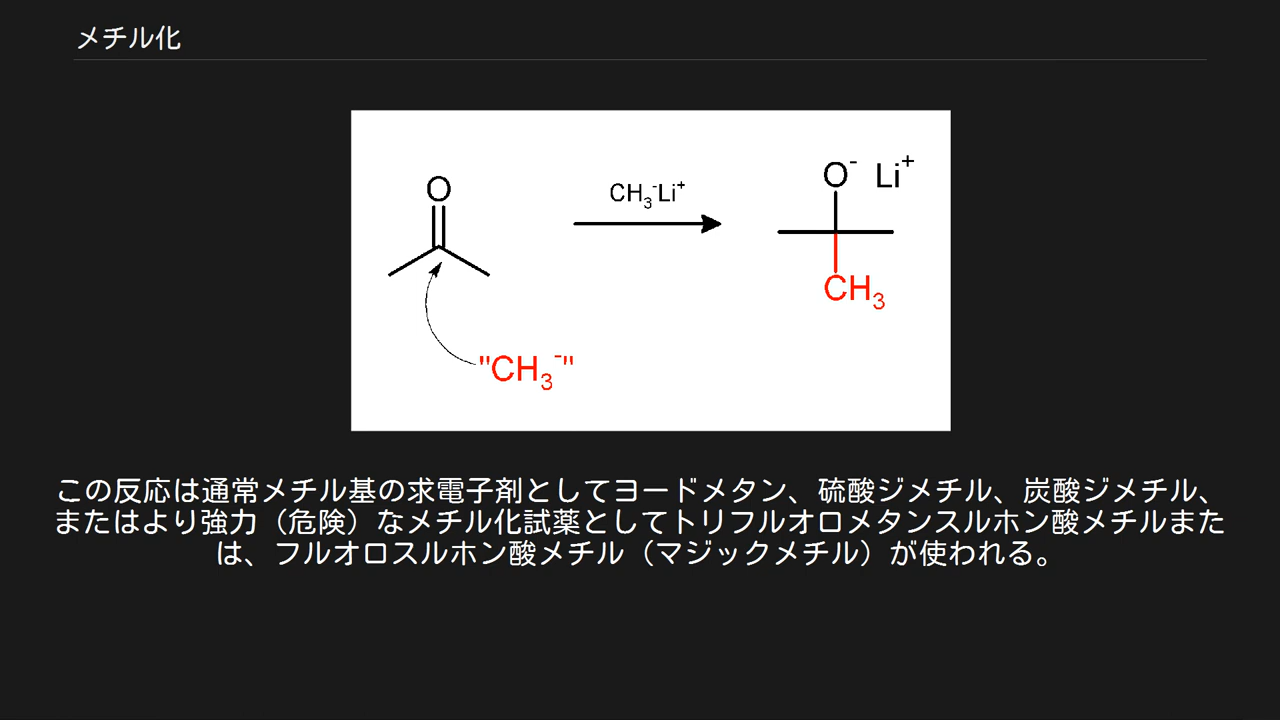 メチル化
O
CH₃⁻Li⁺
O⁻ Li⁺
CH₃
"CH₃⁻"
この反応は通常メチル基の求電子剤としてヨードメタン、硫酸ジメチル、炭酸ジメチル、
またはより強力（危険）なメチル化試薬としてトリフルオロメタンスルホン酸メチルまた
は、フルオロスルホン酸メチル（マジックメチル）が使われる。